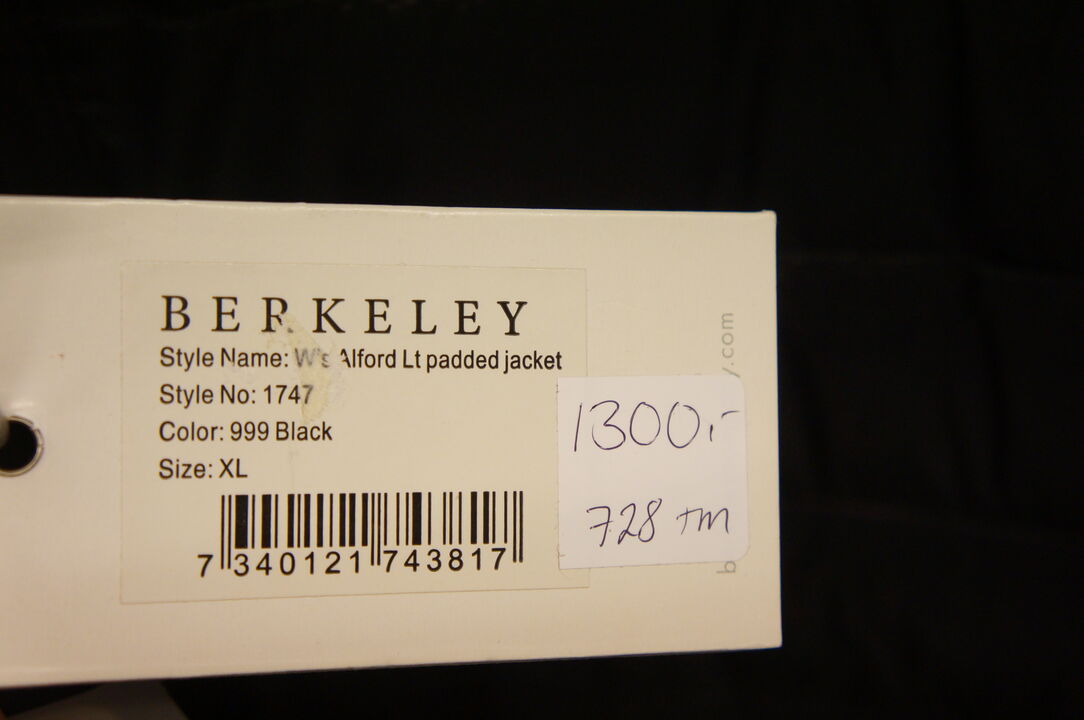 BERKELEY
Style Name: W's Alford Lt padded jacket
Style No: 1747
Color: 999 Black
Size: XL
7 340121 743817
1300,-
728 tm
y.com
b